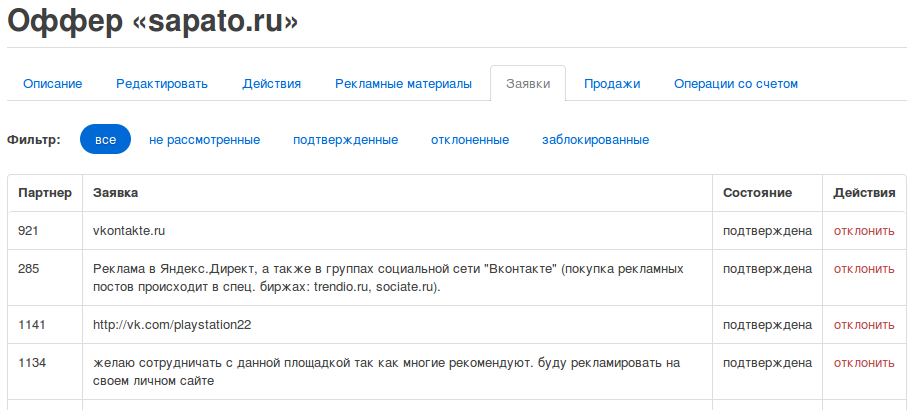 Оффер «sapato.ru»
Описание Редактировать Действия Рекламные материалы Заявки Продажи Операции со счетом
Фильтр: все не рассмотренные подтвержденные отклоненные заблокированные
Партнер Заявка Состояние Действия
921 vkontakte.ru подтверждена отклонить
285 Реклама в Яндекс.Директ, а также в группах социальной сети "Вконтакте" (покупка рекламных подтверждена отклонить
постов происходит в спец. биржах: trendio.ru, sociate.ru).
1141 http://vk.com/playstation22 подтверждена отклонить
1134 желаю сотрудничать с данной площадкой так как многие рекомендуют. буду рекламировать на подтверждена отклонить
своем личном сайте